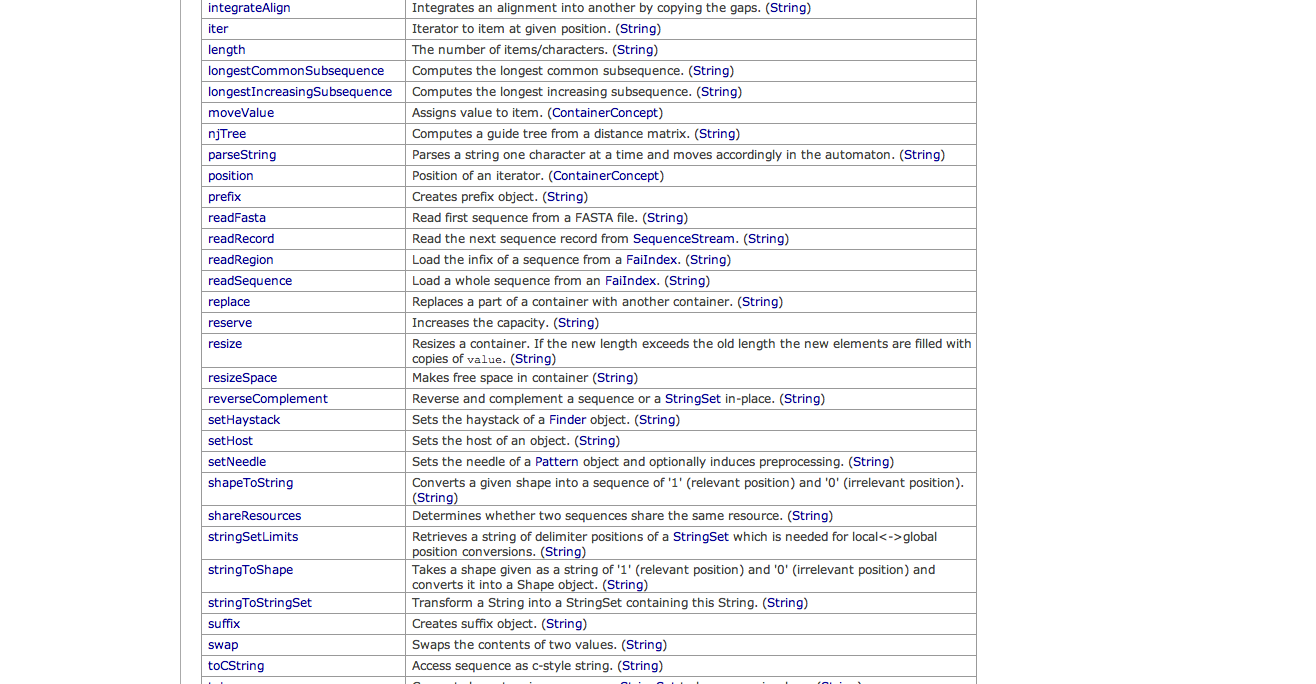 integrateAlign Integrates an alignment into another by copying the gaps. (String)
iter Iterator to item at given position. (String)
length The number of items/characters. (String)
longestCommonSubsequence Computes the longest common subsequence. (String)
longestIncreasingSubsequence Computes the longest increasing subsequence. (String)
moveValue Assigns value to item. (ContainerConcept)
njTree Computes a guide tree from a distance matrix. (String)
parseString Parses a string one character at a time and moves accordingly in the automaton. (String)
position Position of an iterator. (ContainerConcept)
prefix Creates prefix object. (String)
readFasta Read first sequence from a FASTA file. (String)
readRecord Read the next sequence record from SequenceStream. (String)
readRegion Load the infix of a sequence from a FaiIndex. (String)
readSequence Load a whole sequence from an FaiIndex. (String)
replace Replaces a part of a container with another container. (String)
reserve Increases the capacity. (String)
resize Resizes a container. If the new length exceeds the old length the new elements are filled with
copies of value. (String)
resizeSpace Makes free space in container (String)
reverseComplement Reverse and complement a sequence or a StringSet in-place. (String)
setHaystack Sets the haystack of a Finder object. (String)
setHost Sets the host of an object. (String)
setNeedle Sets the needle of a Pattern object and optionally induces preprocessing. (String)
shapeToString Converts a given shape into a sequence of '1' (relevant position) and '0' (irrelevant position).
(String)
shareResources Determines whether two sequences share the same resource. (String)
stringSetLimits Retrieves a string of delimiter positions of a StringSet which is needed for local<->global
position conversions. (String)
stringToShape Takes a shape given as a string of '1' (relevant position) and '0' (irrelevant position) and
converts it into a Shape object. (String)
stringToStringSet Transform a String into a StringSet containing this String. (String)
suffix Creates suffix object. (String)
swap Swaps the contents of two values. (String)
toCString Access sequence as c-style string. (String)